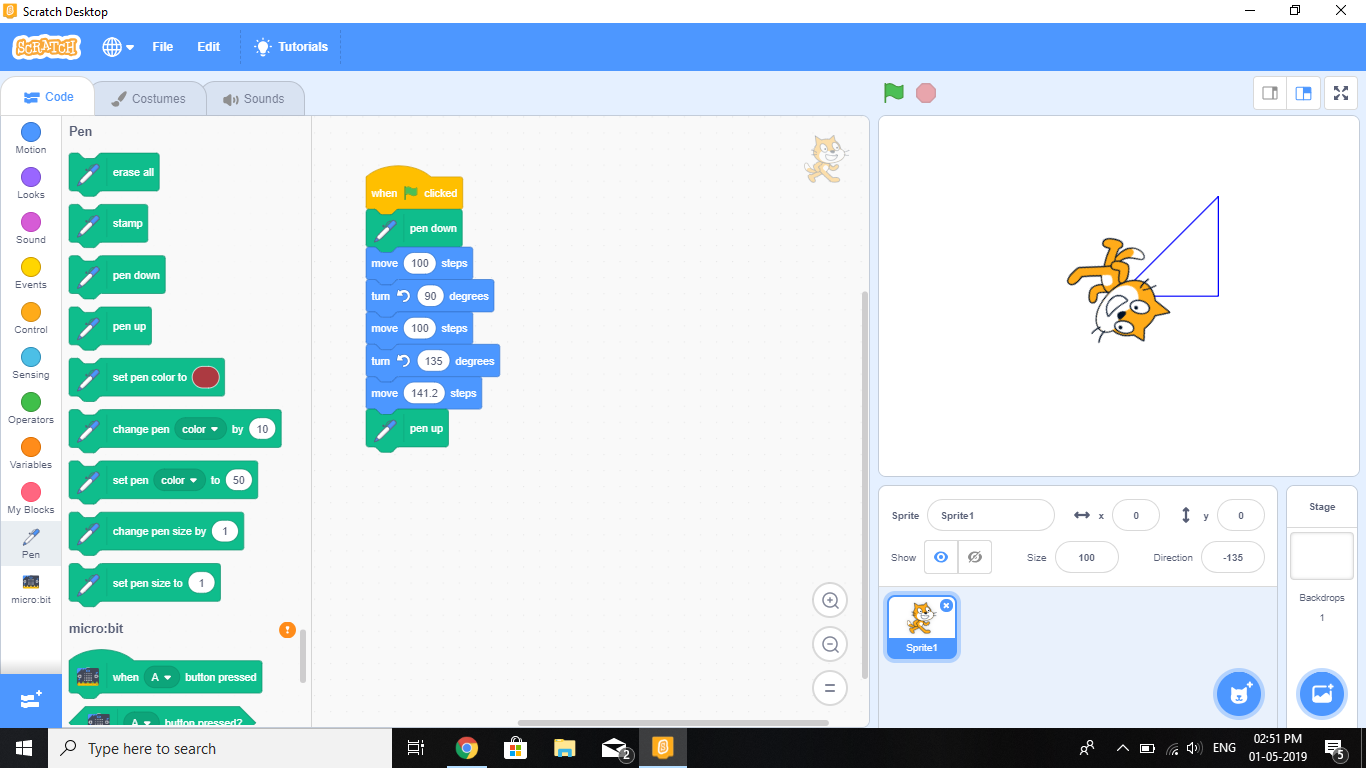 Scratch Desktop
SCRATCH
File
Edit
Tutorials
Code
Costumes
Sounds
Motion
Looks
Sound
Events
Control
Sensing
Operators
Variables
My Blocks
Pen
micro:bit
Pen
erase all
stamp
pen down
pen up
set pen color to
change pen color by 10
set pen color to 50
change pen size by 1
set pen size to 1
micro:bit
when A button pressed
A button pressed?
when clicked
pen down
move 100 steps
turn 90 degrees
move 100 steps
turn 135 degrees
move 141.2 steps
pen up
Sprite Sprite1 x 0 y 0
Show Size 100 Direction -135
Sprite1
Stage
Backdrops
1
Type here to search
2
ENG
02:51 PM
01-05-2019
5